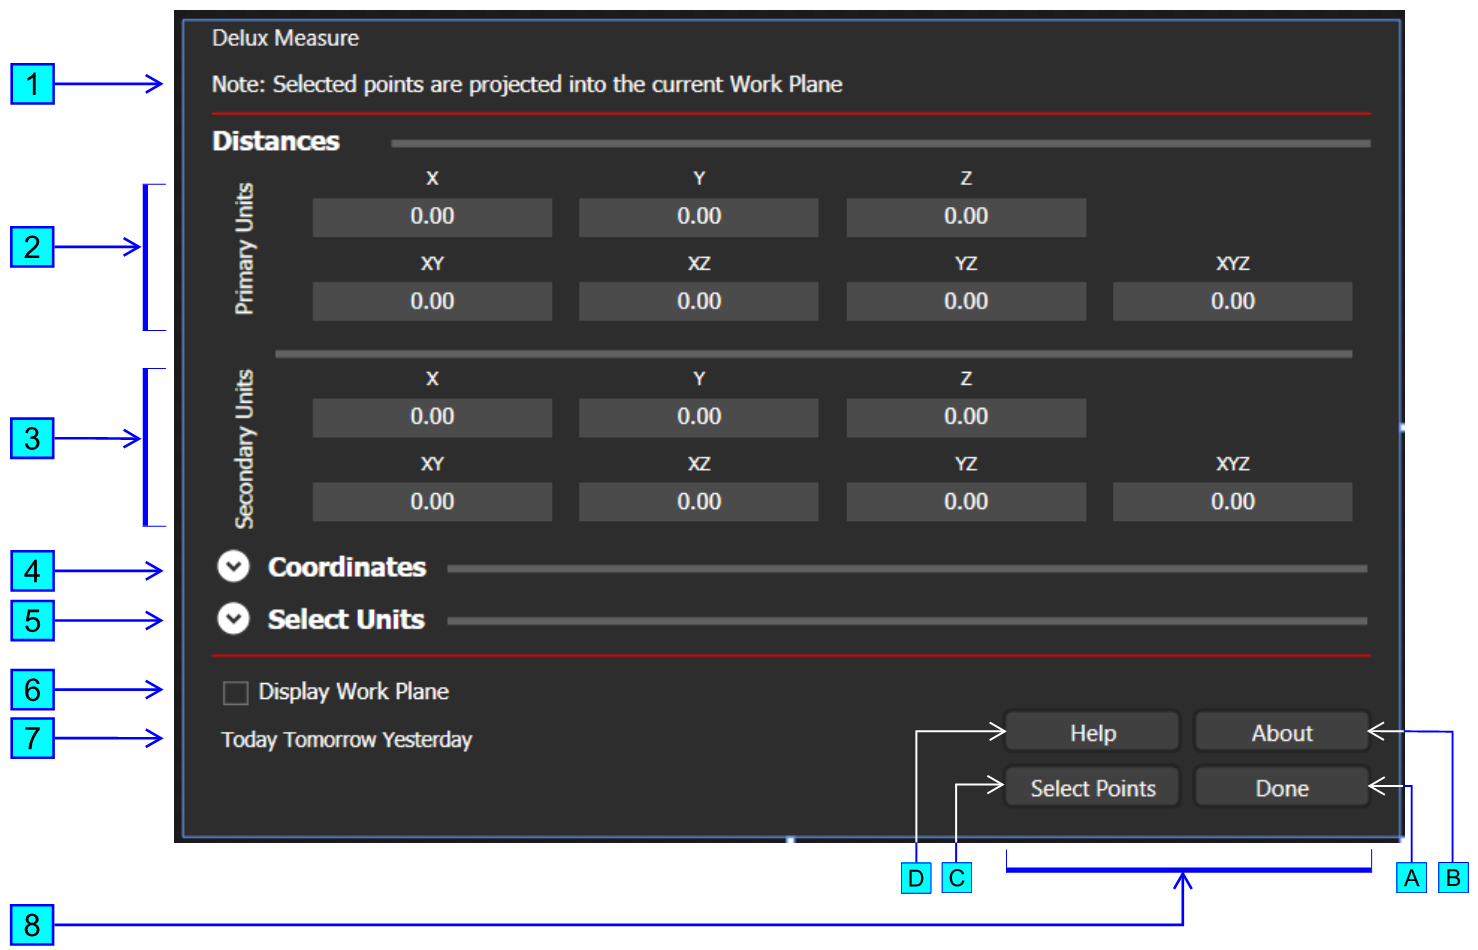 Delux Measure
1
Note: Selected points are projected into the current Work Plane
Distances
X Y Z
Primary Units
0.00 0.00 0.00
2
XY XZ YZ XYZ
0.00 0.00 0.00 0.00
X Y Z
Secondary Units
0.00 0.00 0.00
3
XY XZ YZ XYZ
0.00 0.00 0.00 0.00
4 Coordinates
5 Select Units
6 Display Work Plane
7 Today Tomorrow Yesterday
Help About
Select Points Done
D C A B
8